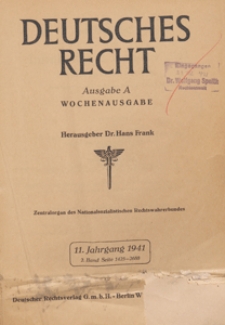 DEUTSCHES
RECHT
Ausgabe A
WOCHENAUSGABE
Herausgeber Dr. Hans Frank
Zentralorgan des Nationalsozialistischen Rechtswahrerbundes
11. Jahrgang 1941
Deutscher Rechtsverlag G. m. b. H. - Berlin W